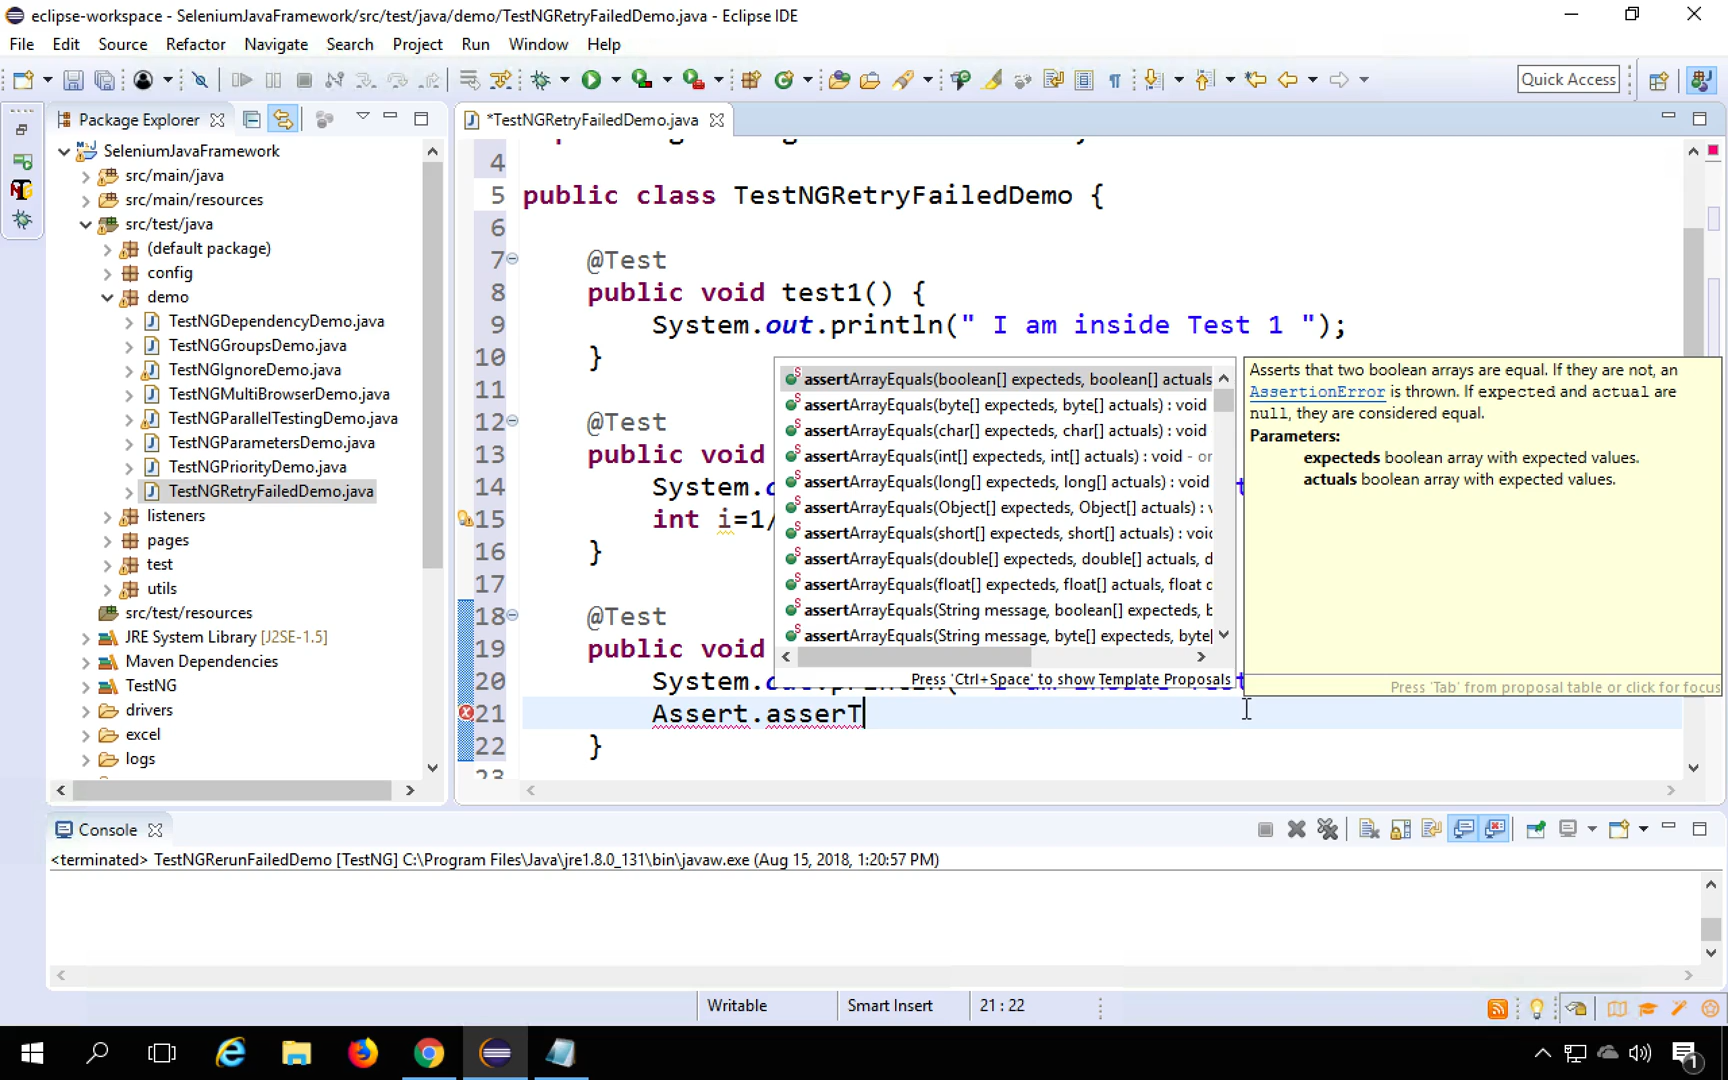 eclipse-workspace - SeleniumJavaFramework/src/test/java/demo/TestNGRetryFailedDemo.java - Eclipse IDE
File Edit Source Refactor Navigate Search Project Run Window Help
Quick Access
Package Explorer
SeleniumJavaFramework
src/main/java
src/main/resources
src/test/java
(default package)
config
demo
TestNGDependencyDemo.java
TestNGGroupsDemo.java
TestNGIgnoreDemo.java
TestNGMultiBrowserDemo.java
TestNGParallelTestingDemo.java
TestNGParametersDemo.java
TestNGPriorityDemo.java
TestNGRetryFailedDemo.java
listeners
pages
test
utils
src/test/resources
JRE System Library [J2SE-1.5]
Maven Dependencies
TestNG
drivers
excel
logs
*TestNGRetryFailedDemo.java
4
5 public class TestNGRetryFailedDemo {
6
7 @Test
8 public void test1() {
9 System.out.println(" I am inside Test 1 ");
10 }
11
12 @Test
13 public void
14 System.
15 int i=1/
16 }
17
18 @Test
19 public void
20 System.out.println(" I am inside Test
21 Assert.asserT
22 }
23
assertArrayEquals(boolean[] expecteds, boolean[] actuals
assertArrayEquals(byte[] expecteds, byte[] actuals) : void
assertArrayEquals(char[] expecteds, char[] actuals) : void
assertArrayEquals(int[] expecteds, int[] actuals) : void - or
assertArrayEquals(long[] expecteds, long[] actuals) : void
assertArrayEquals(Object[] expecteds, Object[] actuals) : v
assertArrayEquals(short[] expecteds, short[] actuals) : void
assertArrayEquals(double[] expecteds, double[] actuals, d
assertArrayEquals(float[] expecteds, float[] actuals, float
assertArrayEquals(String message, boolean[] expecteds, b
assertArrayEquals(String message, byte[] expecteds, byte[
Press 'Ctrl+Space' to show Template Proposals
Asserts that two boolean arrays are equal. If they are not, an
AssertionError is thrown. If expected and actual are
null, they are considered equal.
Parameters:
expecteds boolean array with expected values.
actuals boolean array with expected values.
Press 'Tab' from proposal table or click for focus
Console
<terminated> TestNGRerunFailedDemo [TestNG] C:\Program Files\Java\jre1.8.0_131\bin\javaw.exe (Aug 15, 2018, 1:20:57 PM)
Writable Smart Insert 21 : 22
1